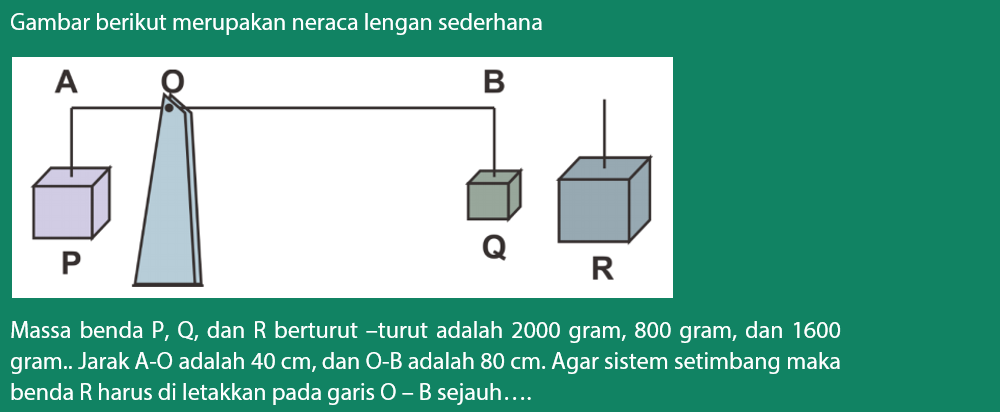 Gambar berikut merupakan neraca lengan sederhana
A O B
P Q R
Massa benda P, Q, dan R berturut –turut adalah 2000 gram, 800 gram, dan 1600
gram.. Jarak A-O adalah 40 cm, dan O-B adalah 80 cm. Agar sistem setimbang maka
benda R harus di letakkan pada garis O – B sejauh….